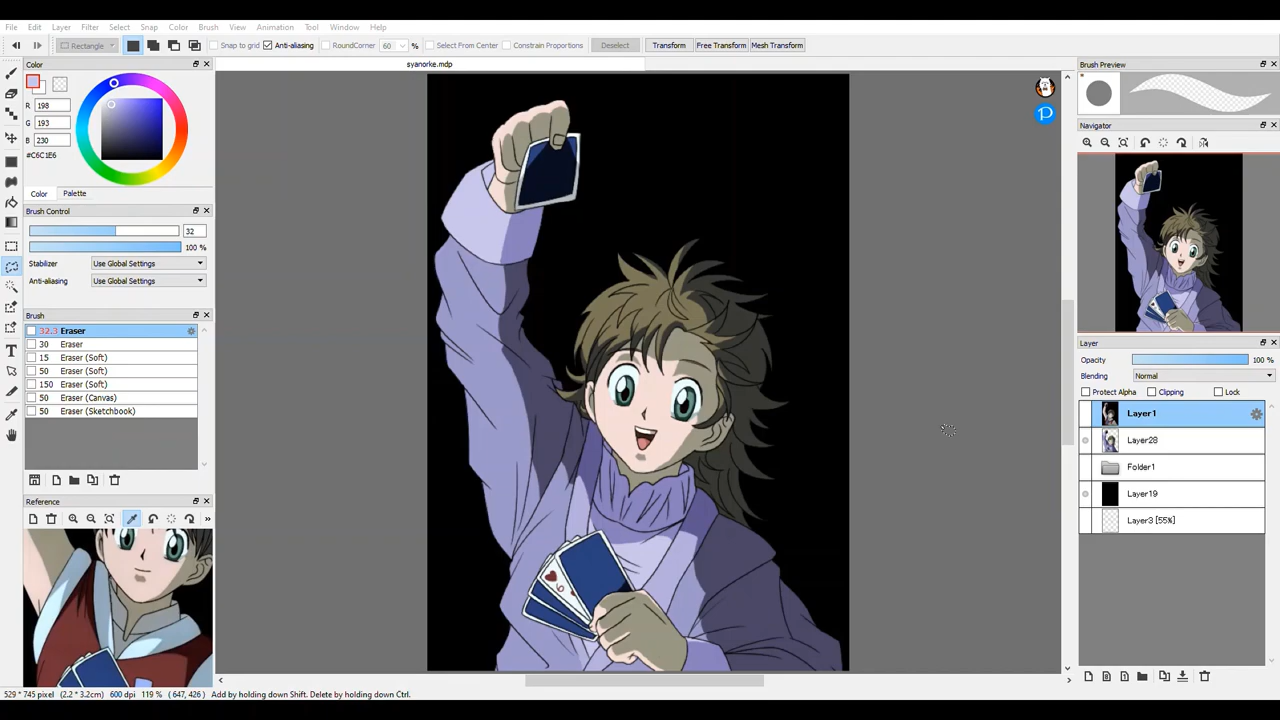 File Edit Layer Filter Select Snap Color Brush View Animation Tool Window Help
Rectangle Snap to grid Anti-aliasing RoundCorner 60 % Select From Center Constrain Proportions Deselect Transform Free Transform Mesh Transform
Color
syanorke.mdp
Brush Preview
R 198
G 193
B 230
#C6C1E6
Navigator
Color Palette
Brush Control
32
100 %
Stabilizer Use Global Settings
Anti-aliasing Use Global Settings
Brush
32.3 Eraser
30 Eraser
15 Eraser (Soft)
50 Eraser (Soft)
150 Eraser (Soft)
50 Eraser (Canvas)
50 Eraser (Sketchbook)
Layer
Opacity 100 %
Blending Normal
Protect Alpha Clipping Lock
Layer1
Layer28
Folder1
Layer19
Layer3 [55%]
Reference
529 * 745 pixel (2.2 * 3.2cm) 600 dpi 119 % ( 647, 426 ) Add by holding down Shift. Delete by holding down Ctrl.